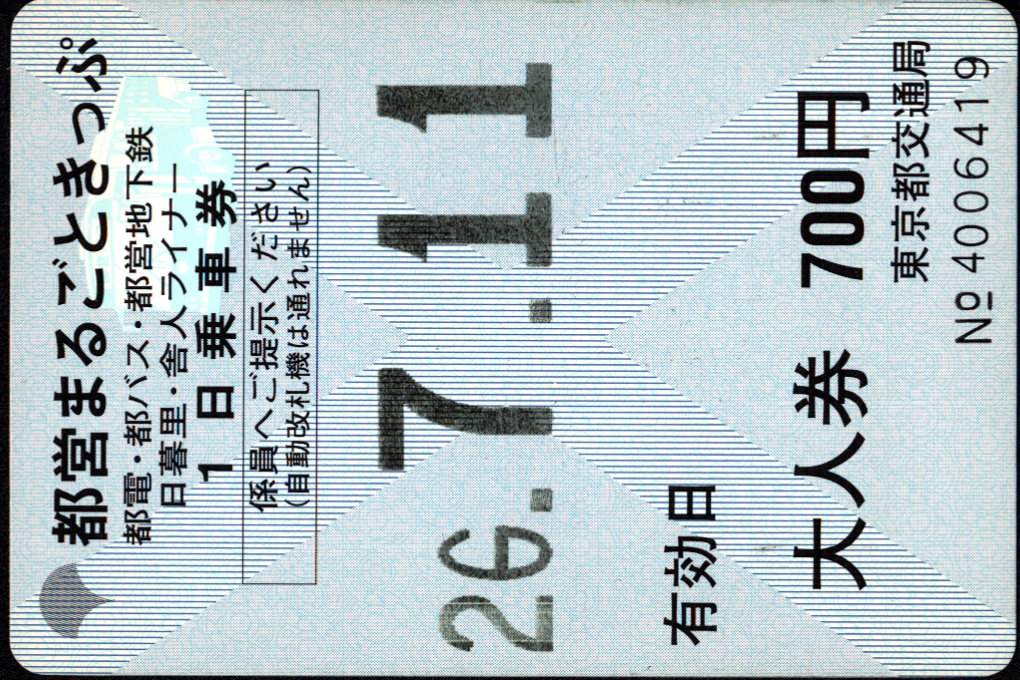 都営まるごときっぷ
都電・都バス・都営地下鉄
日暮里・舎人ライナー
1日乗車券
係員へご提示ください
(自動改札機は通れません)
26.-7.11
有効日
大人券 700円
東京都交通局
№4006419